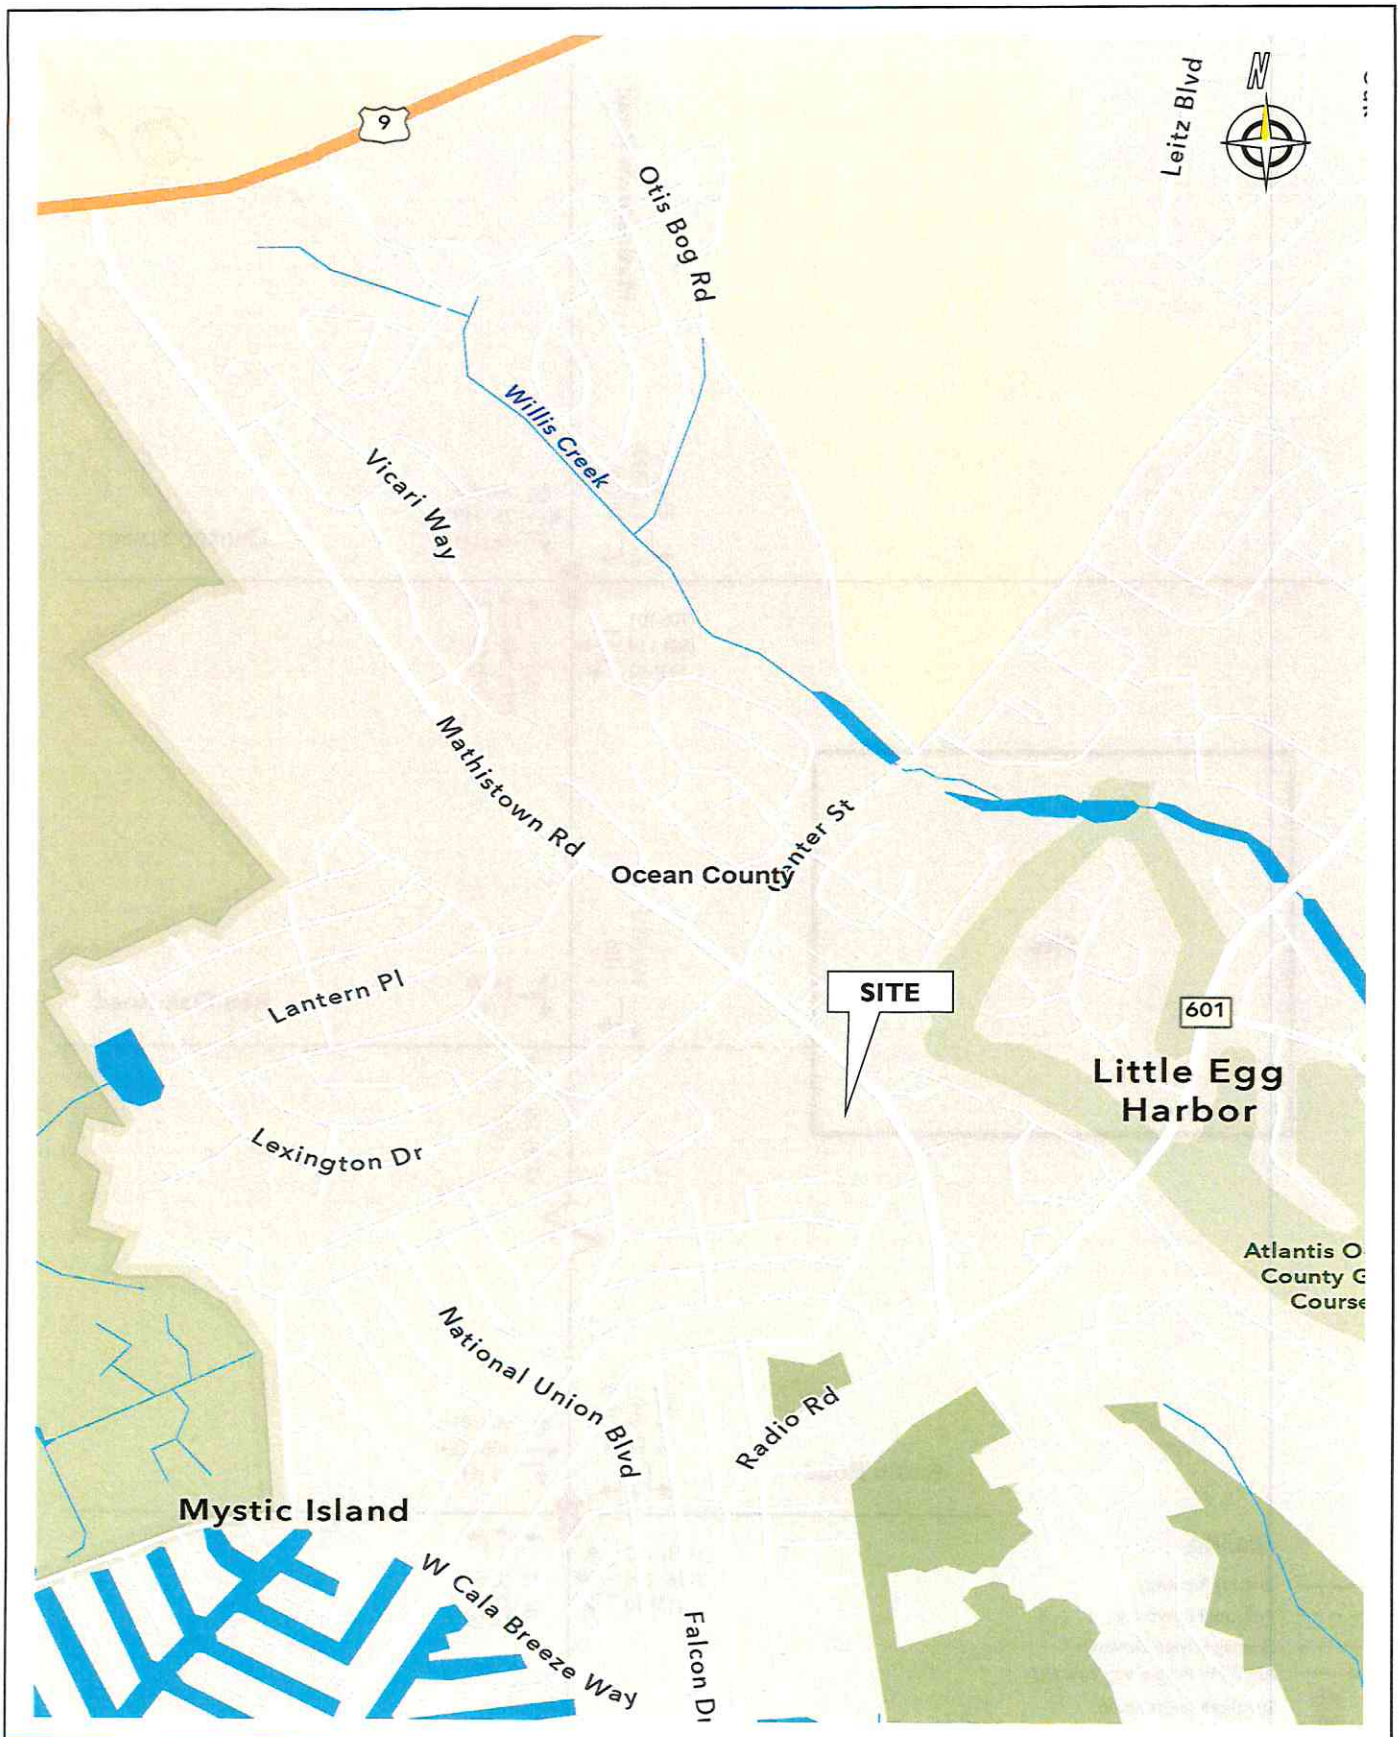 N
Leitz Blvd
9
Otis Bog Rd
Willis Creek
Vicari Way
Mathistown Rd
enter St
Ocean County
SITE
Lantern Pl
601
Little Egg
Harbor
Lexington Dr
Atlantis O
County G
Course
National Union Blvd
Radio Rd
Mystic Island
W Cala Breeze Way
Falcon Dr